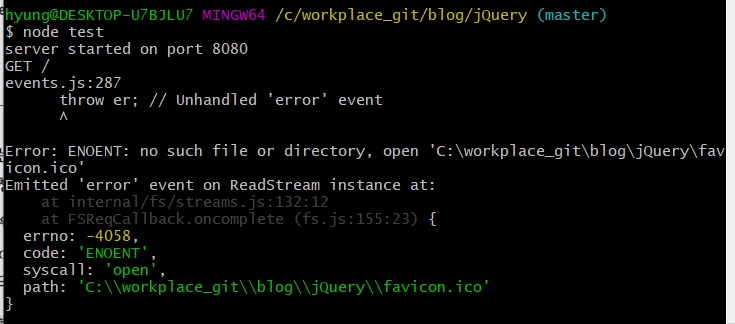 hyung@DESKTOP-U7BJLU7 MINGW64 /c/workplace_git/blog/jQuery (master)
$ node test
server started on port 8080
GET /
events.js:287
      throw er; // Unhandled 'error' event
      ^

Error: ENOENT: no such file or directory, open 'C:\workplace_git\blog\jQuery\fav
icon.ico'
Emitted 'error' event on ReadStream instance at:
    at internal/fs/streams.js:132:12
    at FSReqCallback.oncomplete (fs.js:155:23) {
  errno: -4058,
  code: 'ENOENT',
  syscall: 'open',
  path: 'C:\\workplace_git\\blog\\jQuery\\favicon.ico'
}